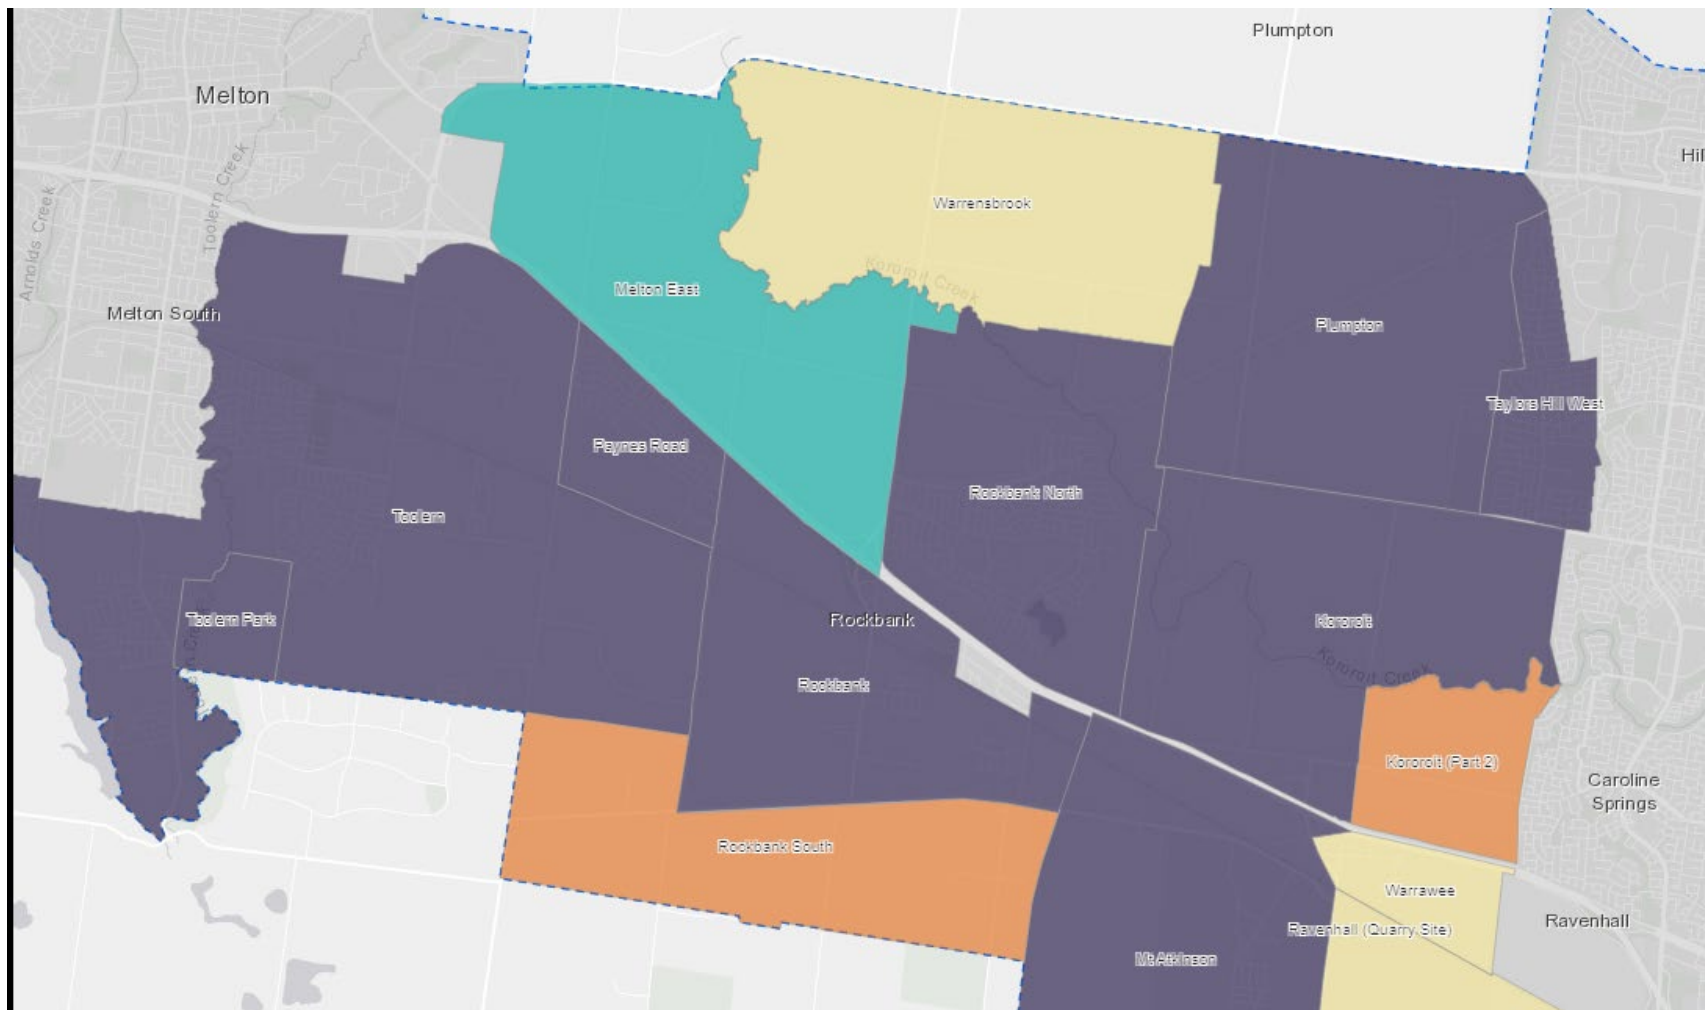 Plumpton
Melton
Hil
Toolern Creek
Arnolds Creek
Warrensbrook
Kororoit Creek
Melton East
Melton South
Plumpton
Taylors Hill West
Paynes Road
Rockbank North
Toolern
Toolern Park
Rockbank
Kororoit
Kororoit Creek
Rockbank
Kororoit (Part 2)
Caroline
Springs
Rockbank South
Warrawee
Ravenhall
Ravenhall (Quarry Site)
Mt Atkinson